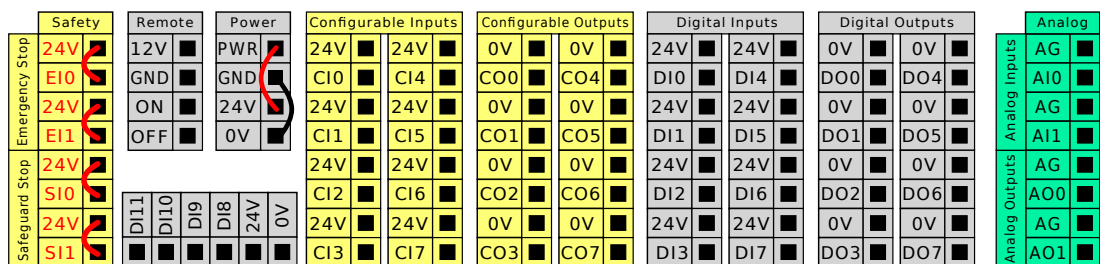 Safety
Emergency Stop
24V
EI0
24V
EI1
Safeguard Stop
24V
SI0
24V
SI1
Remote
12V
GND
ON
OFF
Power
PWR
GND
24V
0V
DI11 DI10 DI9 DI8 24V 0V
Configurable Inputs
24V 24V
CI0 CI4
24V 24V
CI1 CI5
24V 24V
CI2 CI6
24V 24V
CI3 CI7
Configurable Outputs
0V 0V
CO0 CO4
0V 0V
CO1 CO5
0V 0V
CO2 CO6
0V 0V
CO3 CO7
Digital Inputs
24V 24V
DI0 DI4
24V 24V
DI1 DI5
24V 24V
DI2 DI6
24V 24V
DI3 DI7
Digital Outputs
0V 0V
DO0 DO4
0V 0V
DO1 DO5
0V 0V
DO2 DO6
0V 0V
DO3 DO7
Analog
Analog Inputs
AG
AI0
AG
AI1
Analog Outputs
AG
AO0
AG
AO1